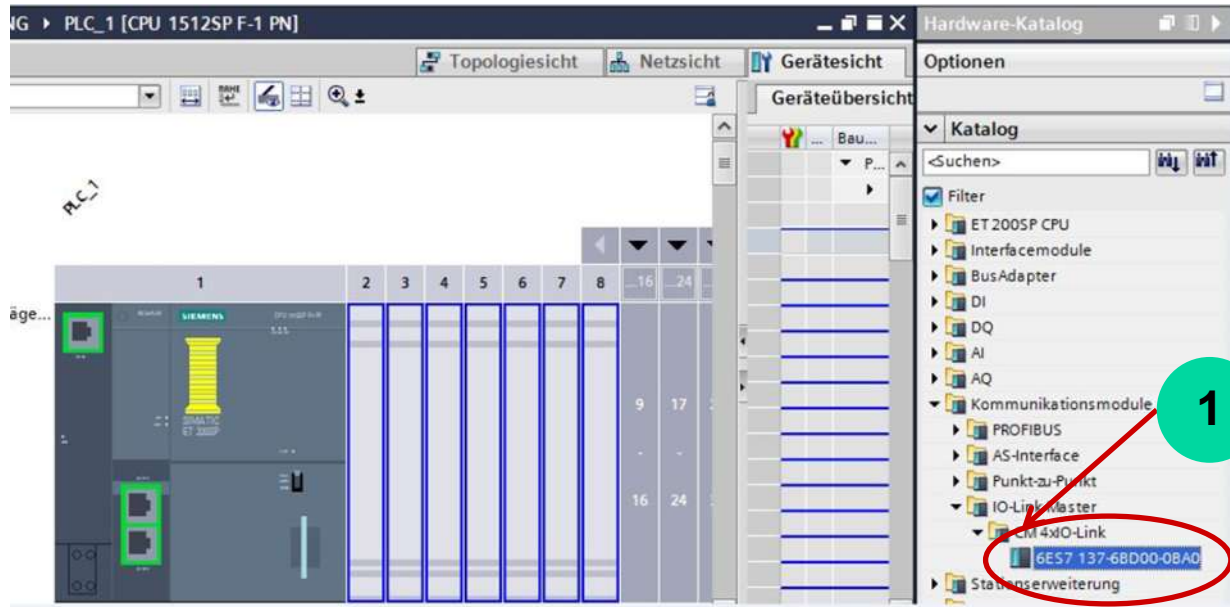 NG ▸ PLC_1 [CPU 1512SP F-1 PN]
Hardware-Katalog
Topologiesicht
Netzsicht
Gerätesicht
Optionen
Geräteübersicht
Katalog
... Bau...
<Suchen>
P...
Filter
PLC_1
ET 200SP CPU
Interfacemodule
BusAdapter
DI
DQ
AI
AQ
Kommunikationsmodule
PROFIBUS
AS-Interface
Punkt-zu-Punkt
IO-Link Master
CM 4xIO-Link
6ES7 137-6BD00-0BA0
Stationserweiterung
1
1 2 3 4 5 6 7 8 ...16 ...24
äge...
SIEMENS
SIMATIC
ET 200SP
9 17
- -
16 24